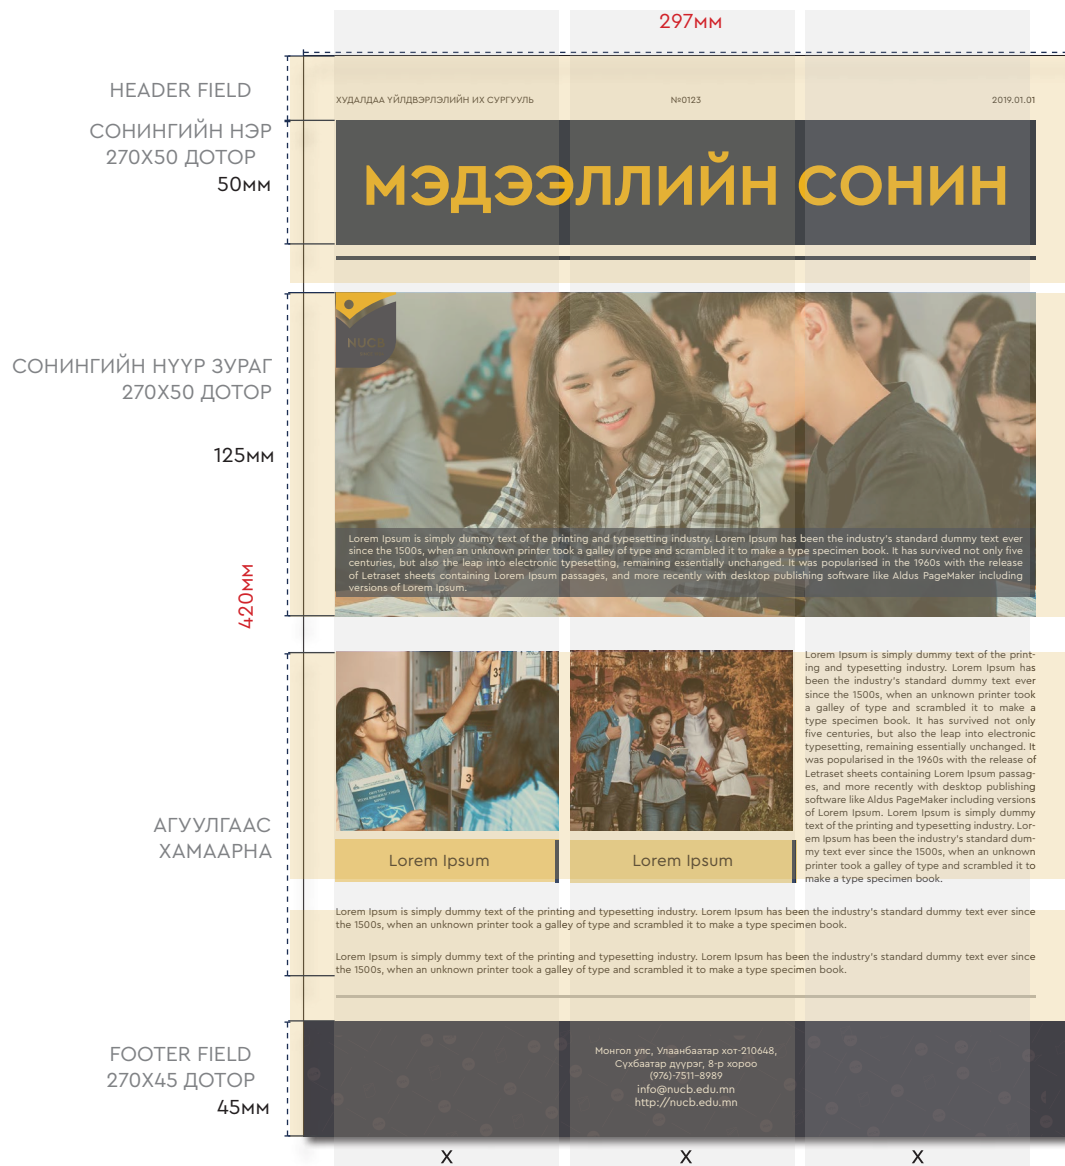 297мм
HEADER FIELD
ХУДАЛДАА ҮЙЛДВЭРЛЭЛИЙН ИХ СУРГУУЛЬ
№0123
2019.01.01
СОНИНГИЙН НЭР
270X50 ДОТОР
50мм
МЭДЭЭЛЛИЙН СОНИН
NUCB
СОНИНГИЙН НҮҮР ЗУРАГ
270X50 ДОТОР
125мм
Lorem Ipsum is simply dummy text of the printing and typesetting industry. Lorem Ipsum has been the industry's standard dummy text ever
since the 1500s, when an unknown printer took a galley of type and scrambled it to make a type specimen book. It has survived not only five
centuries, but also the leap into electronic typesetting, remaining essentially unchanged. It was popularised in the 1960s with the release
of Letraset sheets containing Lorem Ipsum passages, and more recently with desktop publishing software like Aldus PageMaker including
versions of Lorem Ipsum.
420мм
33
3
Lorem Ipsum
Lorem Ipsum
Lorem Ipsum is simply dummy text of the print-
ing and typesetting industry. Lorem Ipsum has
been the industry's standard dummy text ever
since the 1500s, when an unknown printer took
a galley of type and scrambled it to make a
type specimen book. It has survived not only
five centuries, but also the leap into electronic
typesetting, remaining essentially unchanged. It
was popularised in the 1960s with the release of
Letraset sheets containing Lorem Ipsum passag-
es, and more recently with desktop publishing
software like Aldus PageMaker including versions
of Lorem Ipsum. Lorem Ipsum is simply dummy
text of the printing and typesetting industry. Lor-
em Ipsum has been the industry's standard dum-
my text ever since the 1500s, when an unknown
printer took a galley of type and scrambled it to
make a type specimen book.
АГУУЛГААС
ХАМААРНА
Lorem Ipsum is simply dummy text of the printing and typesetting industry. Lorem Ipsum has been the industry's standard dummy text ever since
the 1500s, when an unknown printer took a galley of type and scrambled it to make a type specimen book.
Lorem Ipsum is simply dummy text of the printing and typesetting industry. Lorem Ipsum has been the industry's standard dummy text ever since
the 1500s, when an unknown printer took a galley of type and scrambled it to make a type specimen book.
FOOTER FIELD
270X45 ДОТОР
45мм
Монгол улс, Улаанбаатар хот-210648,
Сүхбаатар дүүрэг, 8-р хороо
(976)-7511-8989
info@nucb.edu.mn
http://nucb.edu.mn
X
X
X